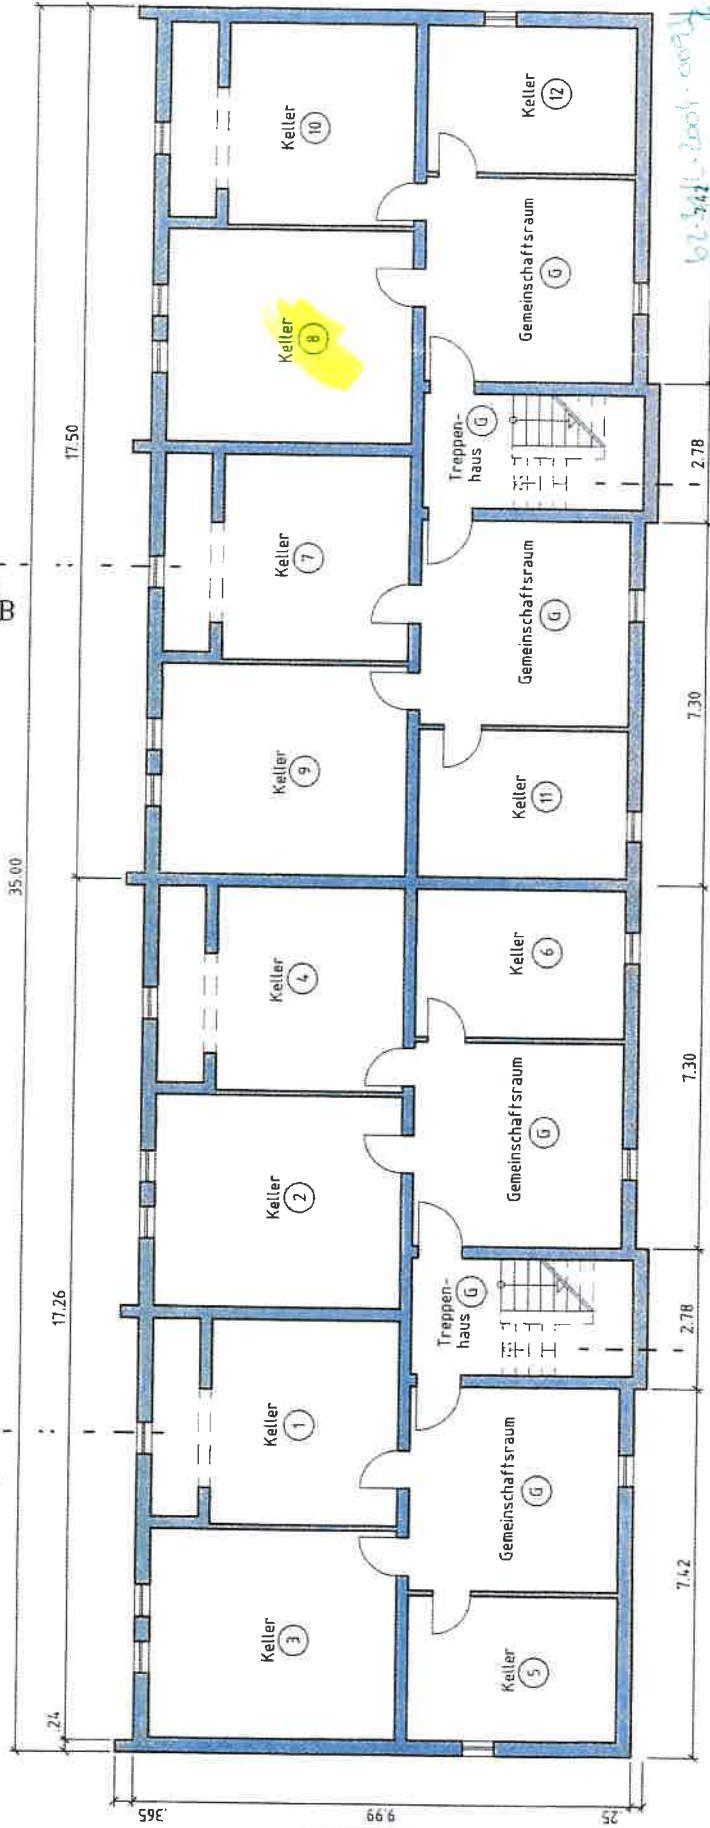 35.00
17.26
17.50
.24
B
.365
9.99
.25
Keller
3
Keller
1
Keller
2
Keller
4
Keller
9
Keller
7
Keller
8
Keller
10
Keller
5
Gemeinschaftsraum
G
Treppen-
haus G
Gemeinschaftsraum
G
Keller
6
Keller
11
Gemeinschaftsraum
G
Treppen-
haus G
Gemeinschaftsraum
G
Keller
12
7.42
2.78
7.30
7.30
2.78
7.42